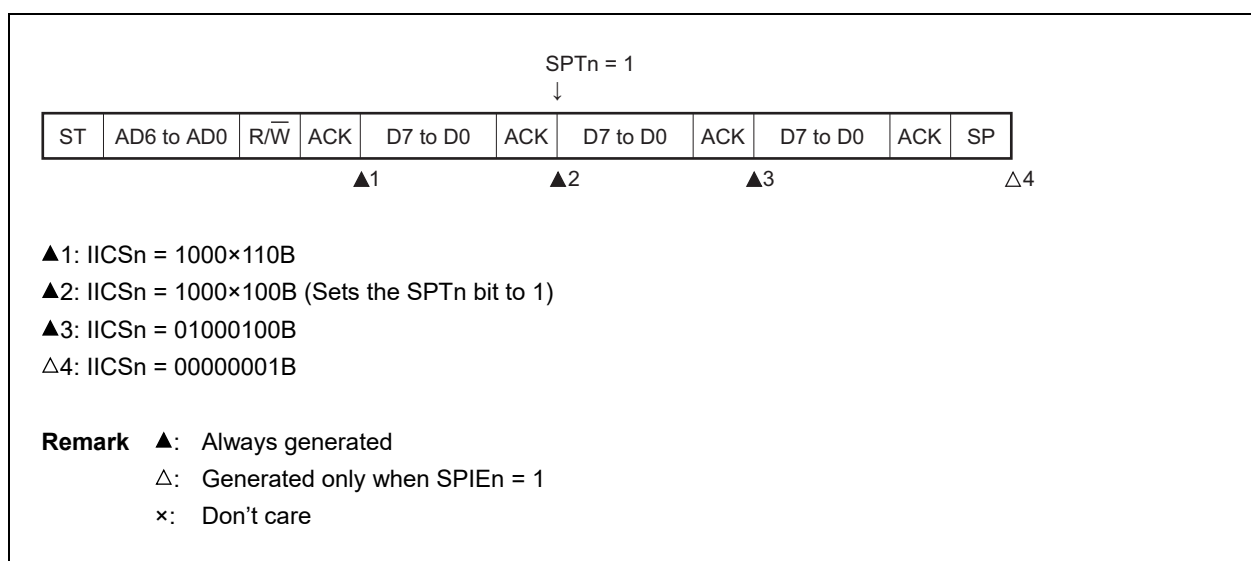 SPTn = 1
↓
ST AD6 to AD0 R/W̅ ACK D7 to D0 ACK D7 to D0 ACK D7 to D0 ACK SP
▲1 ▲2 ▲3 △4
▲1: IICSn = 1000×110B
▲2: IICSn = 1000×100B (Sets the SPTn bit to 1)
▲3: IICSn = 01000100B
△4: IICSn = 00000001B
Remark ▲: Always generated
△: Generated only when SPIEn = 1
×: Don’t care